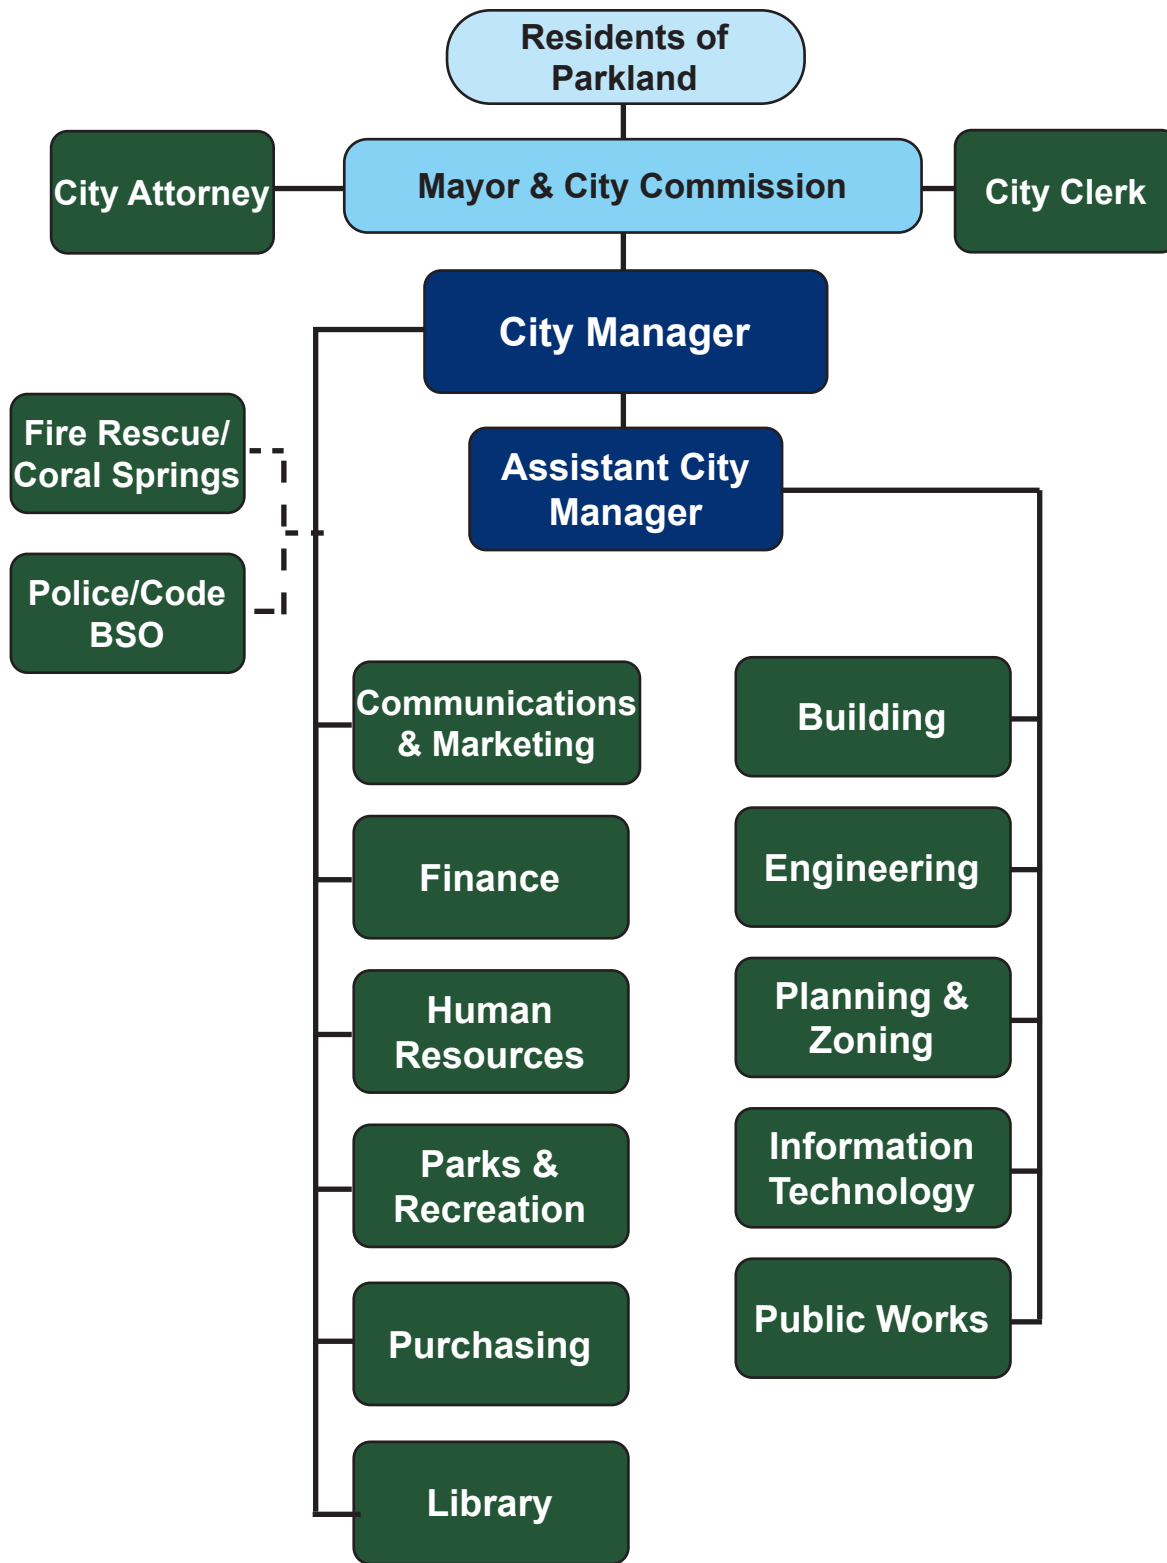 Residents of
Parkland
City Attorney
Mayor & City Commission
City Clerk
City Manager
Fire Rescue/
Coral Springs
Assistant City
Manager
Police/Code
BSO
Communications
& Marketing
Finance
Human
Resources
Parks &
Recreation
Purchasing
Library
Building
Engineering
Planning &
Zoning
Information
Technology
Public Works